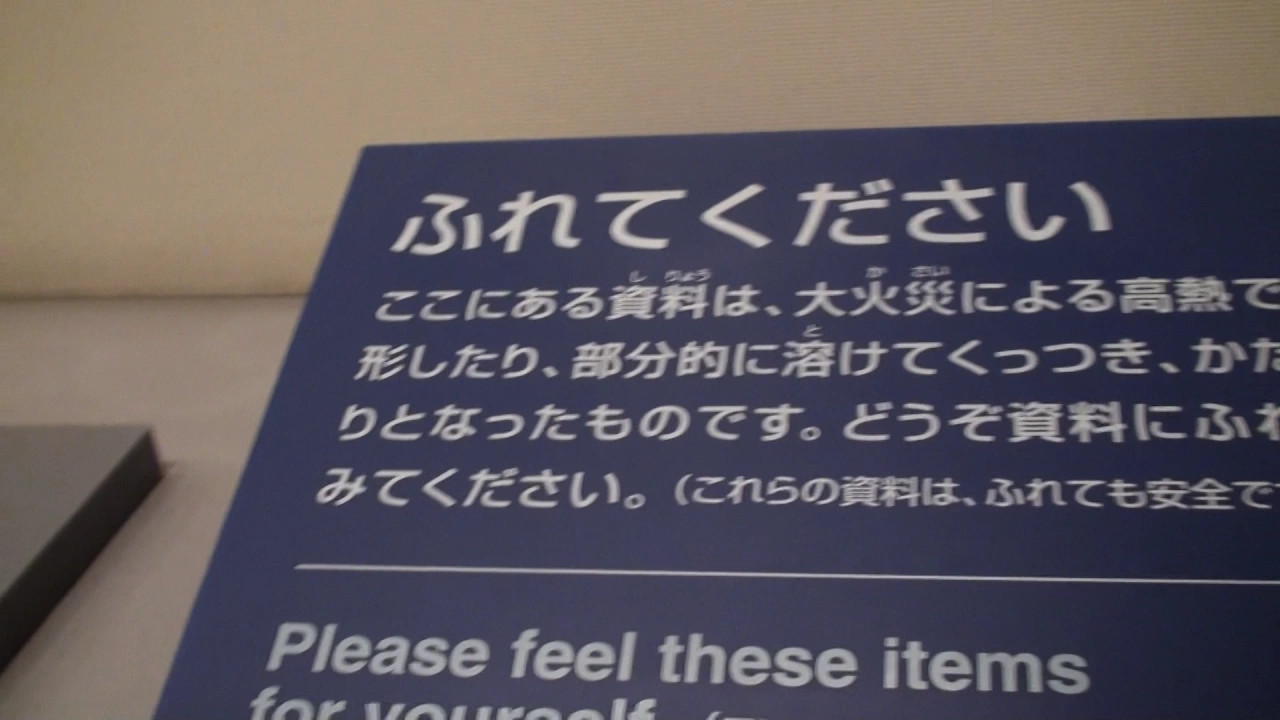 ふれてください
ここにある資料は、大火災による高熱で
形したり、部分的に溶けてくっつき、かた
りとなったものです。どうぞ資料にふれ
みてください。(これらの資料は、ふれても安全で
Please feel these items
for yourself.